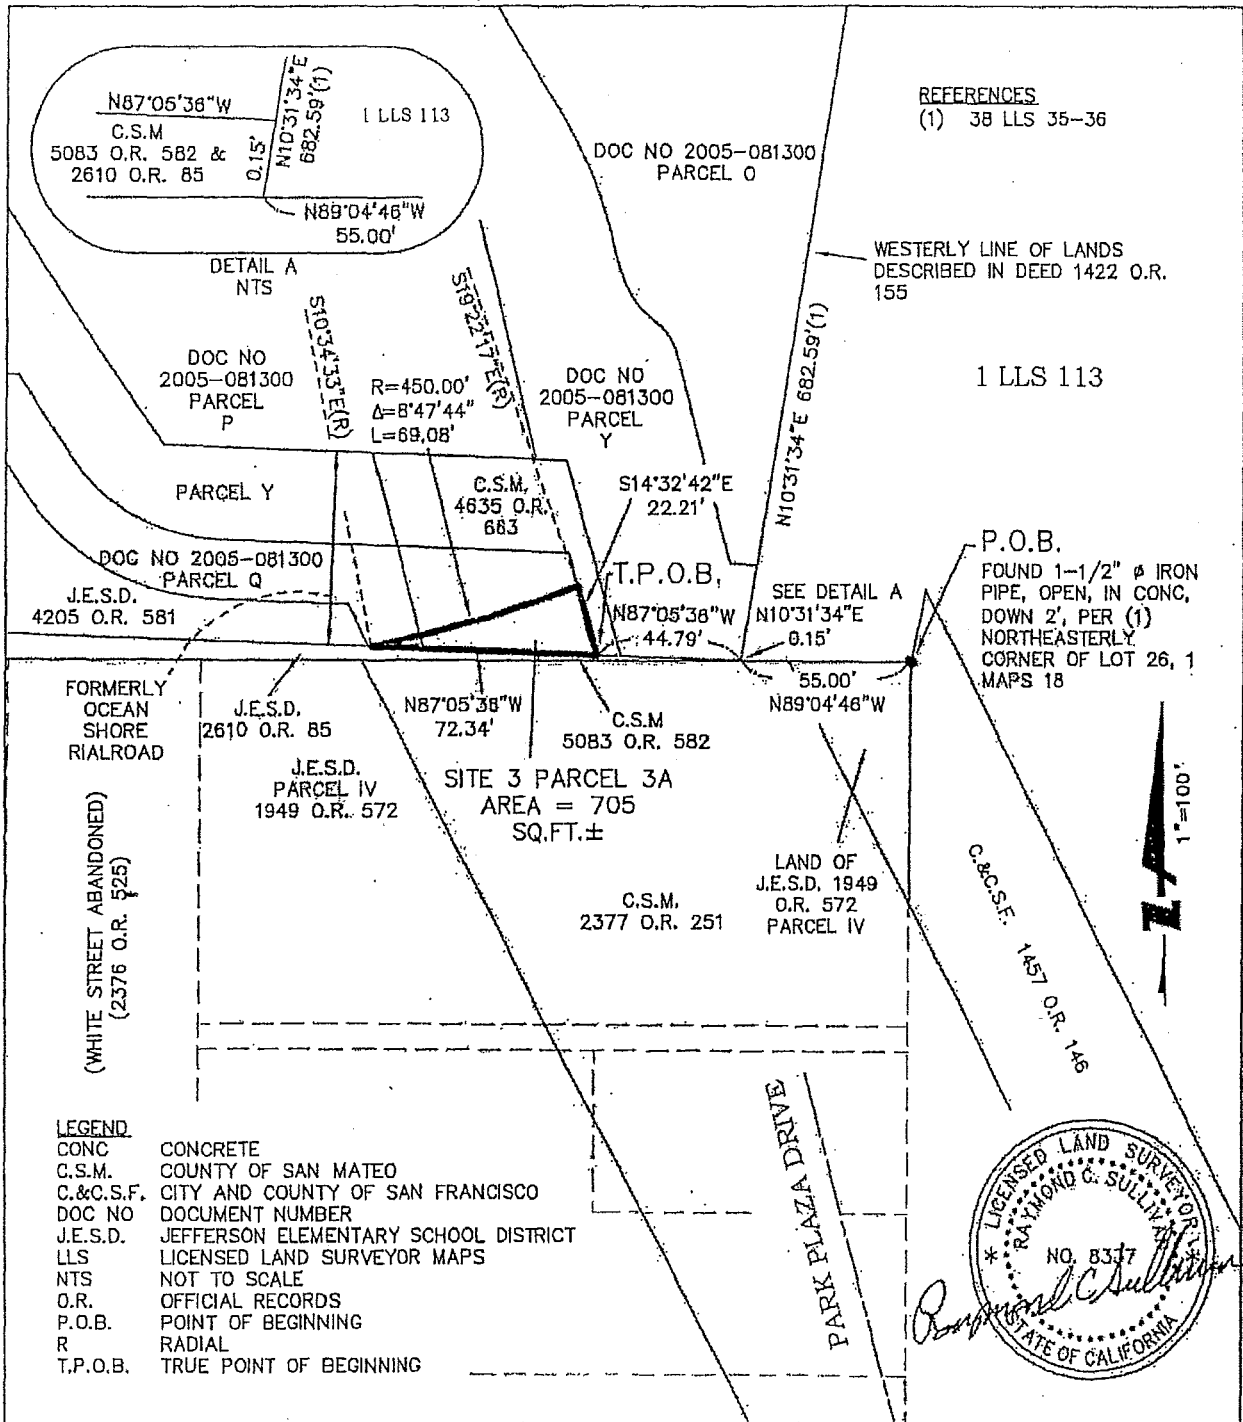 N87°05'36"W
C.S.M
5083 O.R. 582 &
2610 O.R. 85
0.15'
N10°31'34"E
682.59'(1)
1 LLS 113
N89°04'46"W
55.00'
DETAIL A
NTS
REFERENCES
(1) 38 LLS 35-36
DOC NO 2005-081300
PARCEL O
WESTERLY LINE OF LANDS
DESCRIBED IN DEED 1422 O.R.
155
N10°31'34"E 682.59'(1)
1 LLS 113
S10°34'33"E(R)
S19°22'17"E(R)
DOC NO
2005-081300
PARCEL
P
R=450.00'
Δ=8°47'44"
L=69.08'
DOC NO
2005-081300
PARCEL
Y
PARCEL Y
C.S.M.
4635 O.R.
663
S14°32'42"E
22.21'
DOC NO 2005-081300
PARCEL Q
J.E.S.D.
4205 O.R. 581
T.P.O.B.
N87°05'38"W
44.79'
SEE DETAIL A
N10°31'34"E
0.15'
P.O.B.
FOUND 1-1/2" ø IRON
PIPE, OPEN, IN CONC,
DOWN 2', PER (1)
NORTHEASTERLY
CORNER OF LOT 26, 1
MAPS 18
55.00'
N89°04'46"W
FORMERLY
OCEAN
SHORE
RIALROAD
J.E.S.D.
2610 O.R. 85
N87°05'38"W
72.34'
C.S.M
5083 O.R. 582
J.E.S.D.
PARCEL IV
1949 O.R. 572
SITE 3 PARCEL 3A
AREA = 705
SQ.FT.±
(WHITE STREET ABANDONED)
(2376 O.R. 525)
C.S.M.
2377 O.R. 251
LAND OF
J.E.S.D. 1949
O.R. 572
PARCEL IV
C.&C.S.F. 1457 O.R. 146
1"=100'
PARK PLAZA DRIVE
LEGEND
CONC CONCRETE
C.S.M. COUNTY OF SAN MATEO
C.&C.S.F. CITY AND COUNTY OF SAN FRANCISCO
DOC NO DOCUMENT NUMBER
J.E.S.D. JEFFERSON ELEMENTARY SCHOOL DISTRICT
LLS LICENSED LAND SURVEYOR MAPS
NTS NOT TO SCALE
O.R. OFFICIAL RECORDS
P.O.B. POINT OF BEGINNING
R RADIAL
T.P.O.B. TRUE POINT OF BEGINNING
LICENSED LAND SURVEYOR
RAYMOND C. SULLIVAN
NO. 8337
STATE OF CALIFORNIA
Raymond C Sullivan